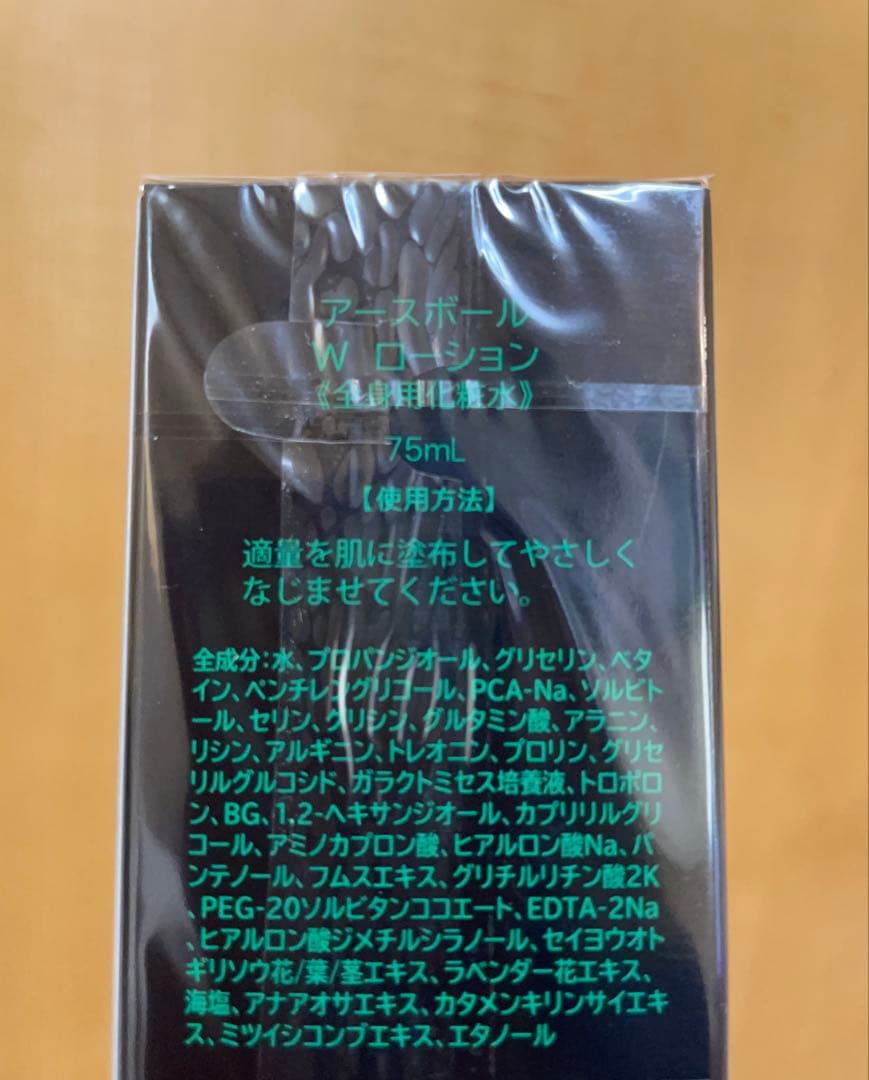 アースボール
W ローション
《全身用化粧水》
75mL
【使用方法】
適量を肌に塗布してやさしく
なじませてください。
全成分：水、プロパンジオール、グリセリン、ベタ
イン、ペンチレングリコール、PCA-Na、ソルビト
ール、セリン、グリシン、グルタミン酸、アラニン、
リシン、アルギニン、トレオニン、プロリン、グリセ
リルグルコシド、ガラクトミセス培養液、トロポロ
ン、BG、1,2-ヘキサンジオール、カプリリルグリ
コール、アミノカプロン酸、ヒアルロン酸Na、パ
ンテノール、フムスエキス、グリチルリチン酸2K
、PEG-20ソルビタンココエート、EDTA-2Na
、ヒアルロン酸ジメチルシラノール、セイヨウオト
ギリソウ花/葉/茎エキス、ラベンダー花エキス、
海塩、アナアオサエキス、カタメンキリンサイエキ
ス、ミツイシコンブエキス、エタノール